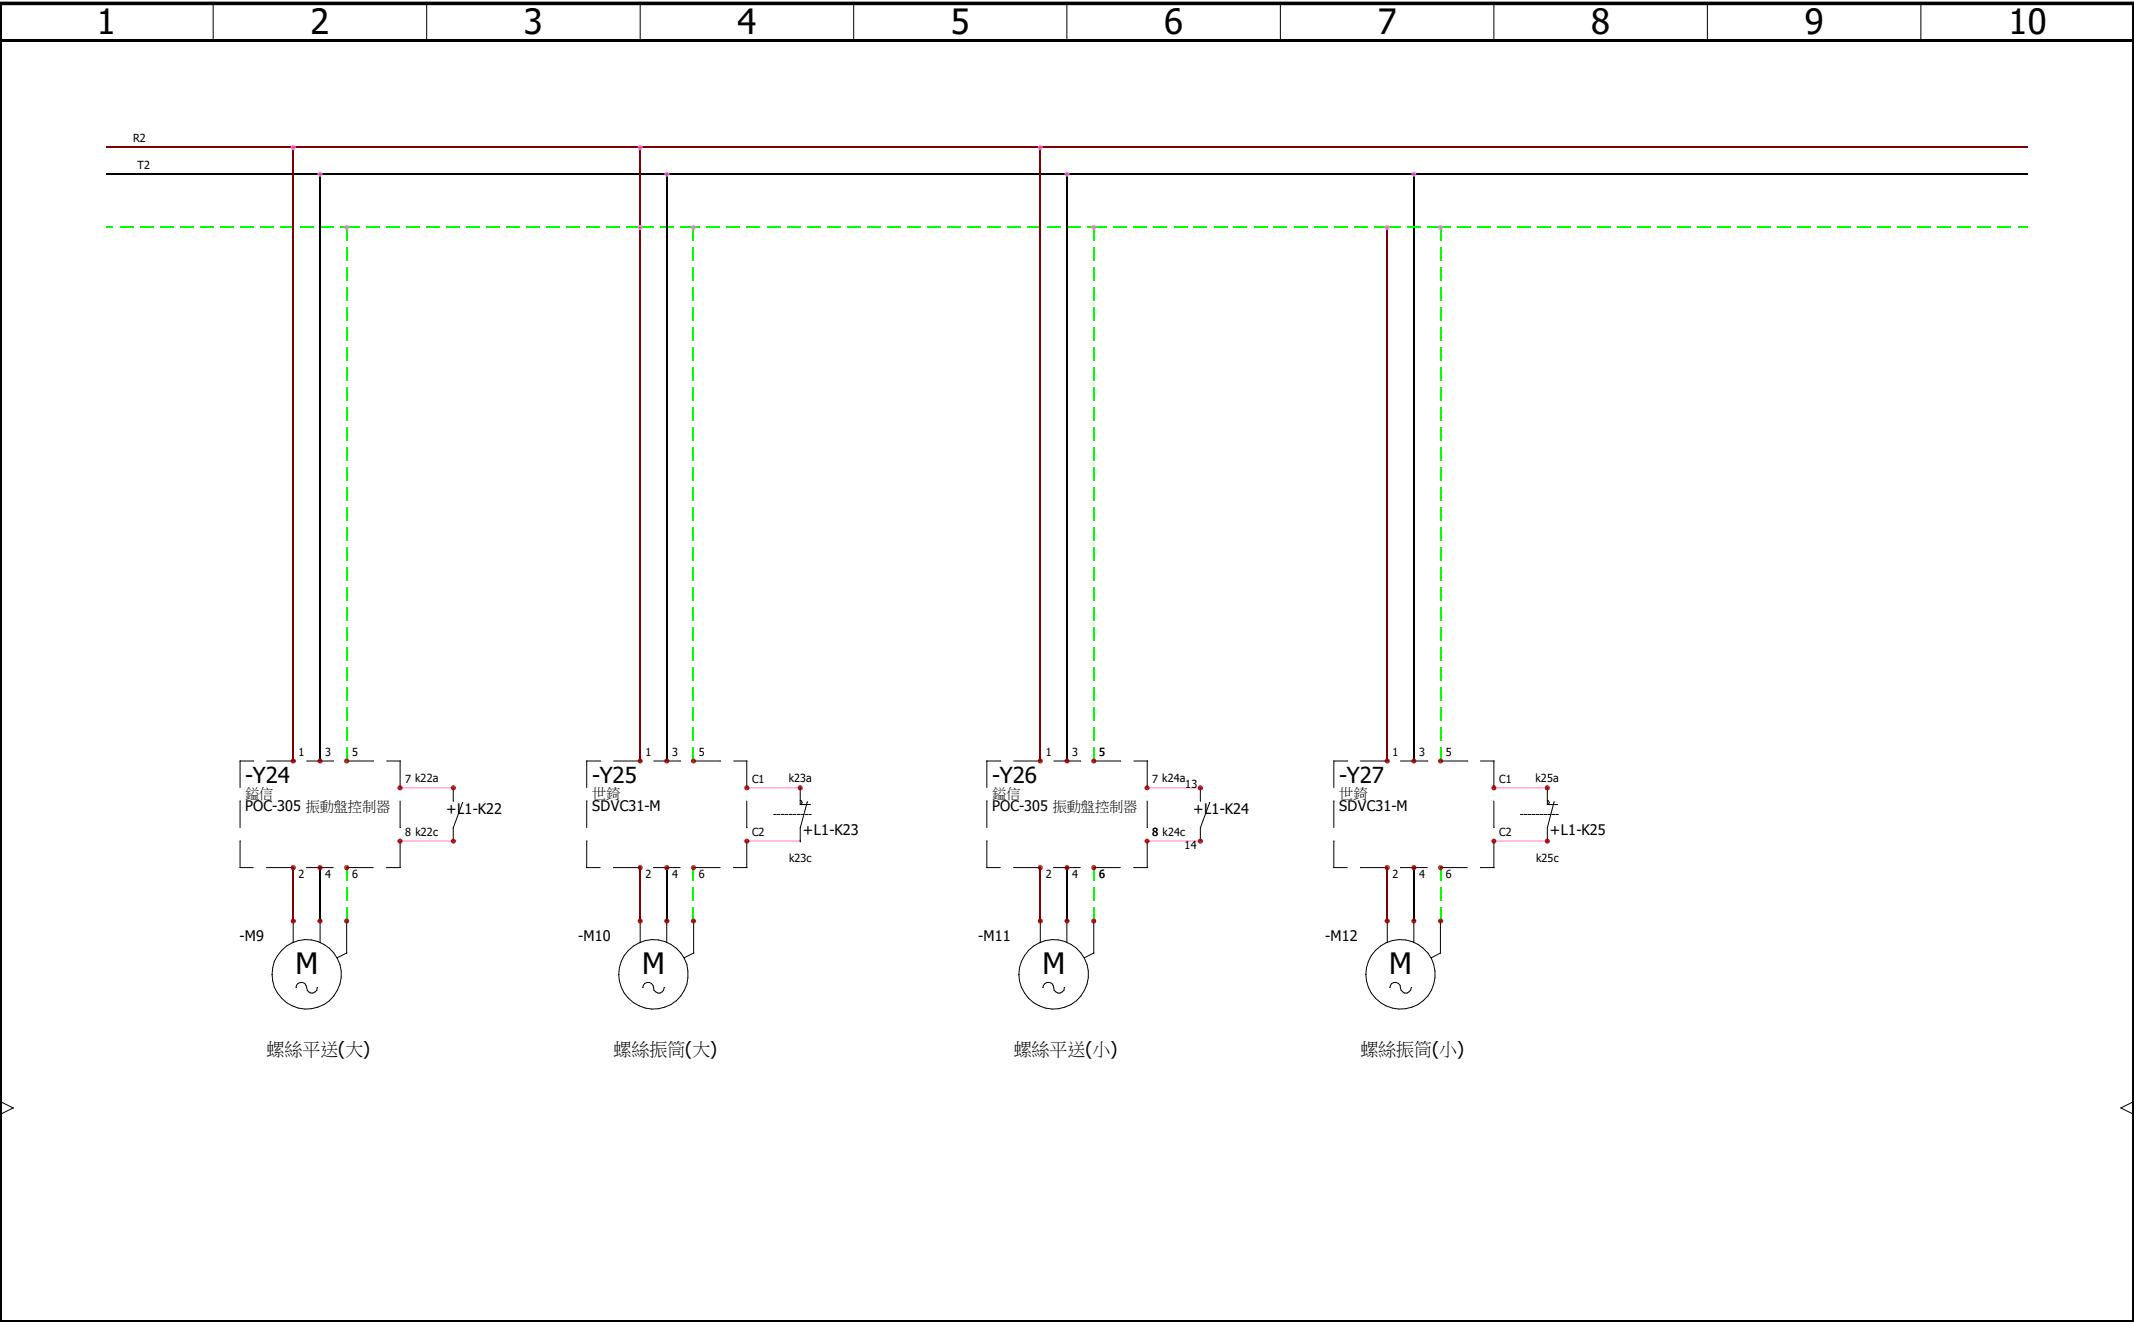 1 2 3 4 5 6 7 8 9 10
R2
T2
1 3 5
-Y24
鎰信
POC-305 振動盤控制器
7 k22a
+L1-K22
8 k22c
2 4 6
-M9
M
螺絲平送(大)
1 3 5
-Y25
世錡
SDVC31-M
C1 k23a
C2 +L1-K23
k23c
2 4 6
-M10
M
螺絲振筒(大)
1 3 5
-Y26
鎰信
POC-305 振動盤控制器
7 k24a 13
+L1-K24
8 k24c
14
2 4 6
-M11
M
螺絲平送(小)
1 3 5
-Y27
世錡
SDVC31-M
C1 k25a
C2 +L1-K25
k25c
2 4 6
-M12
M
螺絲振筒(小)